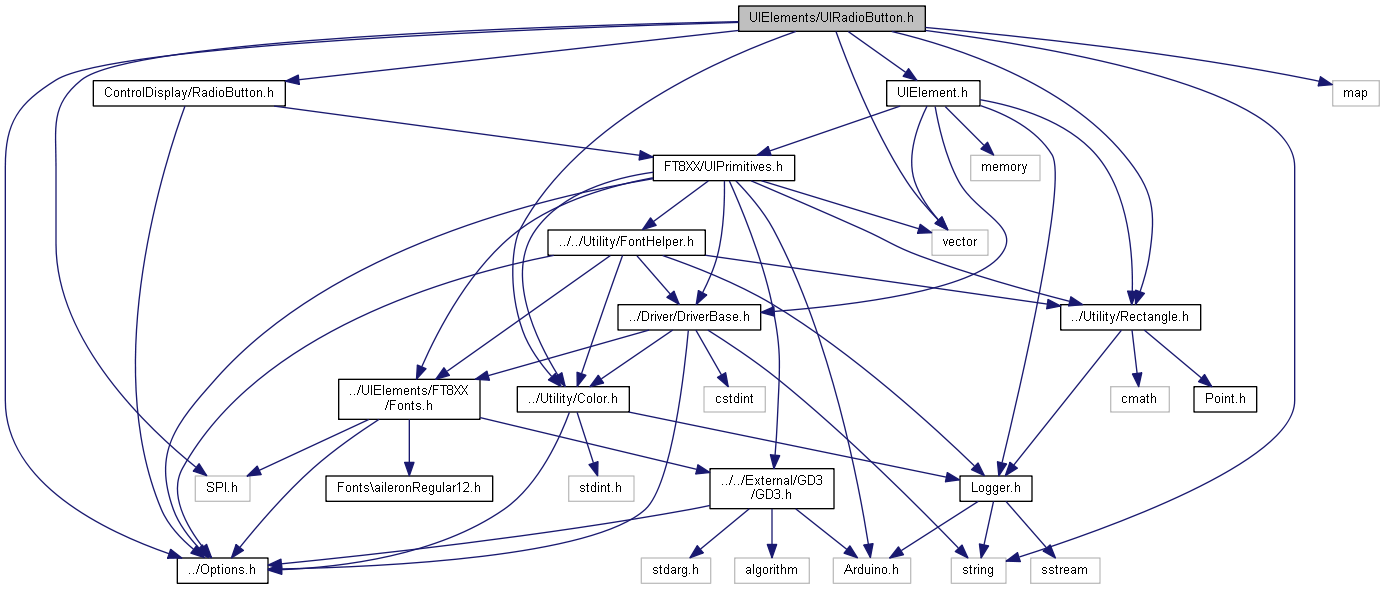 UIElements/UIRadioButton.h
ControlDisplay/RadioButton.h
UIElement.h
map
FT8XX/UIPrimitives.h
memory
../../Utility/FontHelper.h
vector
../Driver/DriverBase.h
../Utility/Rectangle.h
../UIElements/FT8XX
/Fonts.h
../Utility/Color.h
cstdint
cmath
Point.h
SPI.h
Fonts\aileronRegular12.h
stdint.h
../../External/GD3
/GD3.h
Logger.h
../Options.h
stdarg.h
algorithm
Arduino.h
string
sstream